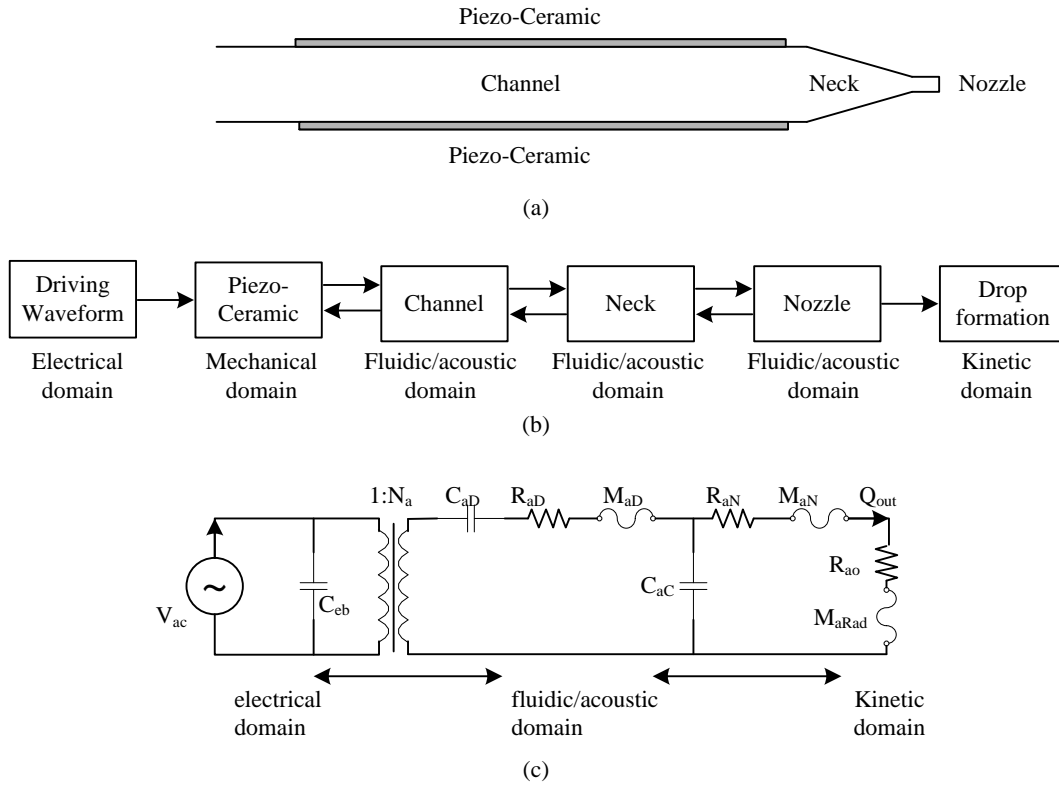 Piezo-Ceramic
Channel
Neck
Nozzle
Piezo-Ceramic
(a)
Driving
Waveform
Piezo-
Ceramic
Channel
Neck
Nozzle
Drop
formation
Electrical
domain
Mechanical
domain
Fluidic/acoustic
domain
Fluidic/acoustic
domain
Fluidic/acoustic
domain
Kinetic
domain
(b)
1:Na
CaD
RaD
MaD
RaN
MaN
Qout
Vac
~
Ceb
CaC
Rao
MaRad
electrical
domain
fluidic/acoustic
domain
Kinetic
domain
(c)